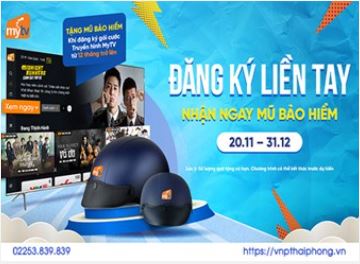 mytv
TẶNG MŨ BẢO HIỂM
Khi đăng ký gói cước
Truyền hình MyTV
từ 12 tháng trở lên
MIDNIGHT
RUNNERS
Xem ngay
ĐĂNG KÝ LIỀN TAY
NHẬN NGAY MŨ BẢO HIỂM
20.11 – 31.12
02253.839.839
https://vnpthaiphong.vn